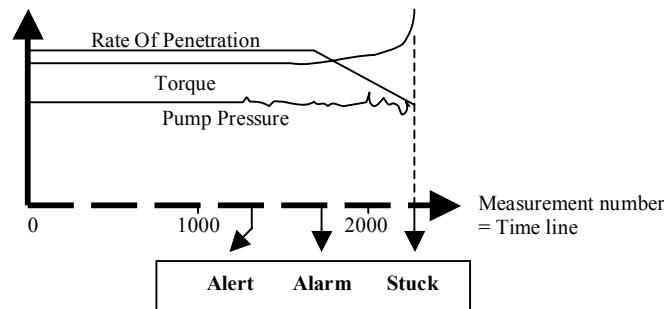 Rate Of Penetration
Torque
Pump Pressure
0 1000 2000
Measurement number
= Time line
Alert Alarm Stuck